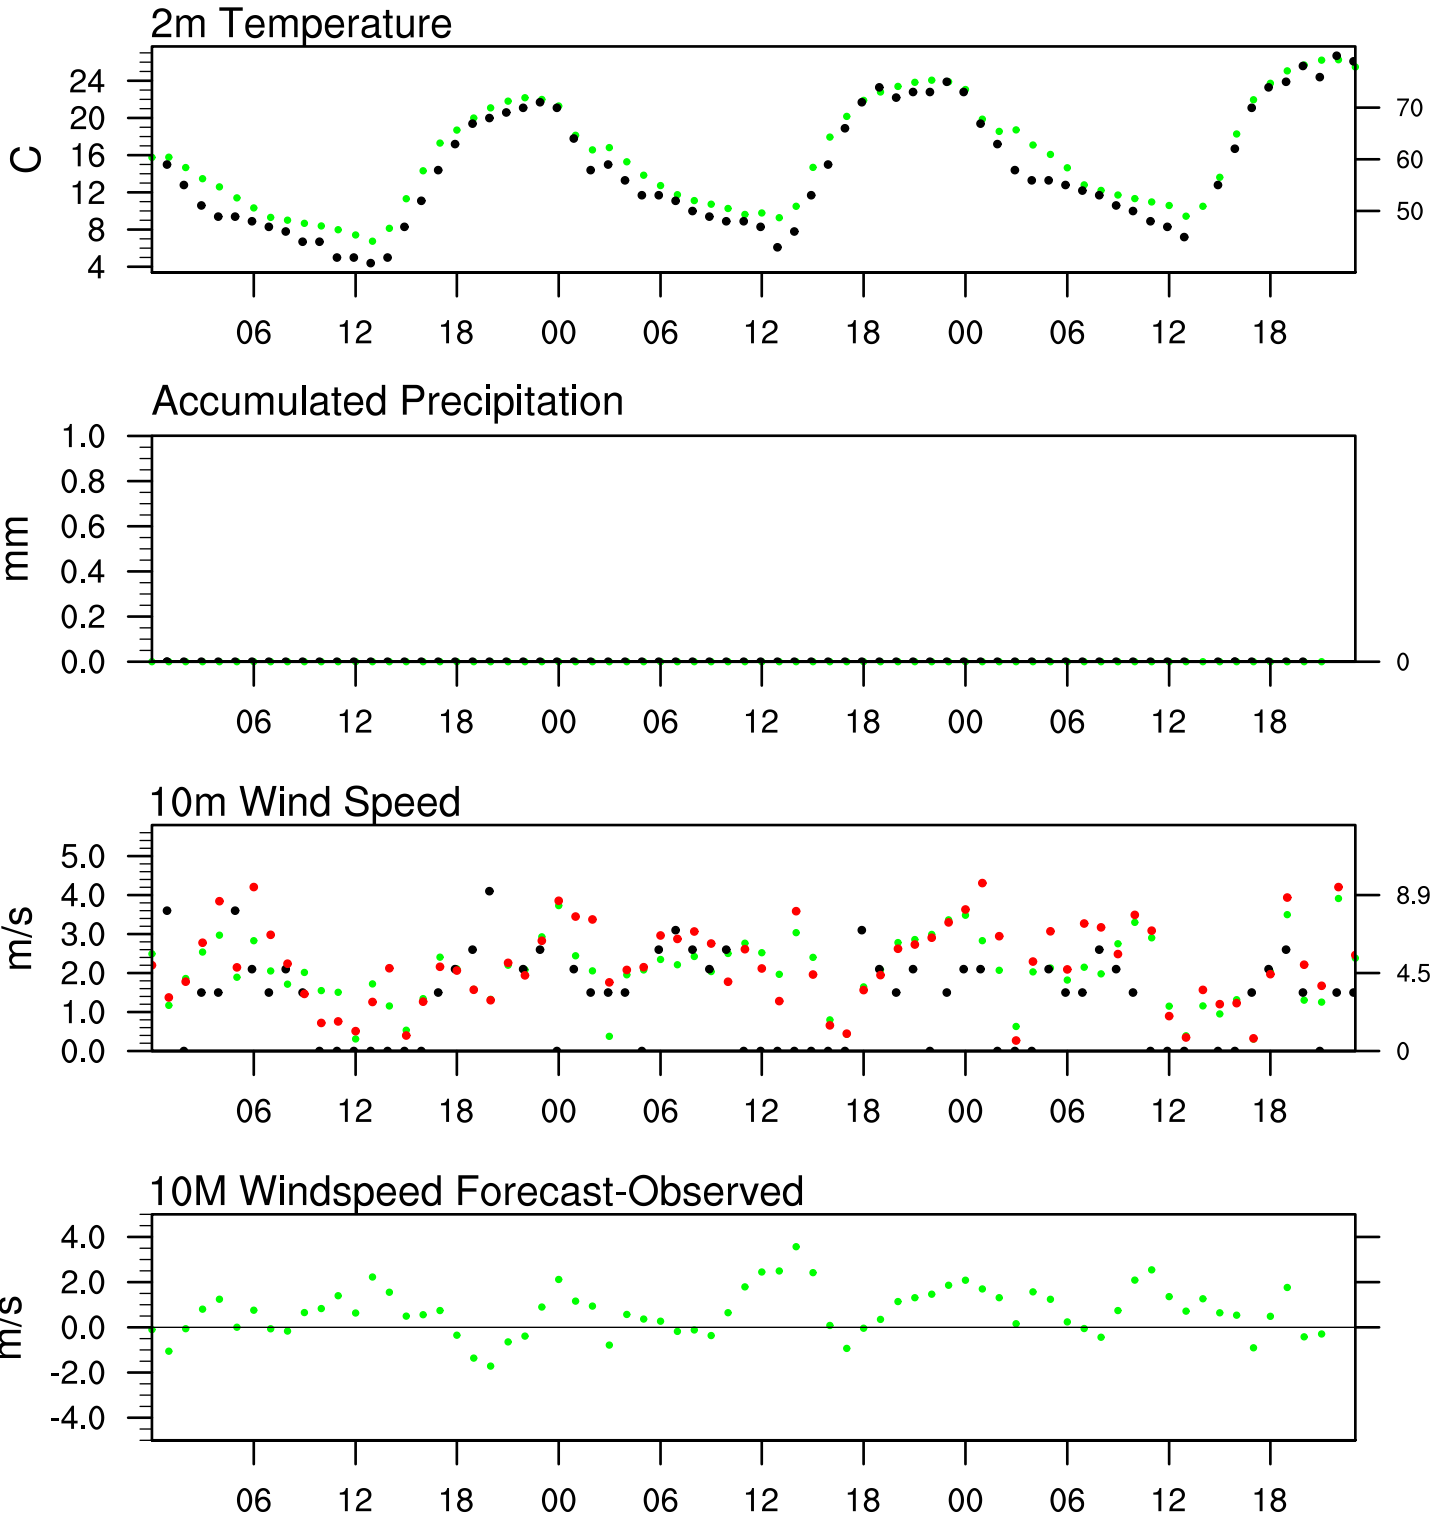 2m Temperature
C
24
20
16
12
8
4
70
60
50
06 12 18 00 06 12 18 00 06 12 18
Accumulated Precipitation
mm
1.0
0.8
0.6
0.4
0.2
0.0
0
06 12 18 00 06 12 18 00 06 12 18
10m Wind Speed
m/s
5.0
4.0
3.0
2.0
1.0
0.0
8.9
4.5
0
06 12 18 00 06 12 18 00 06 12 18
10M Windspeed Forecast-Observed
m/s
4.0
2.0
0.0
-2.0
-4.0
06 12 18 00 06 12 18 00 06 12 18